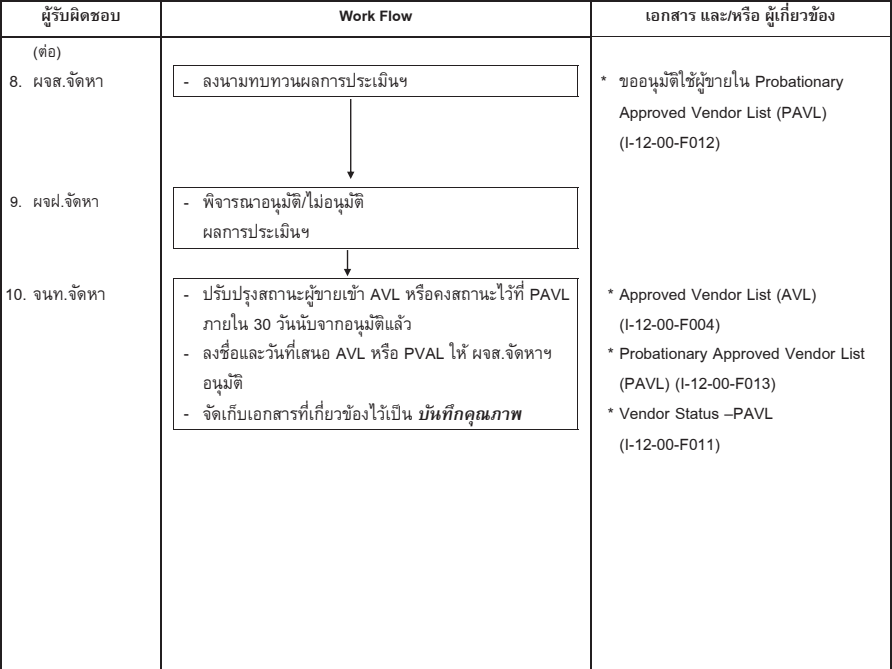 ผู้รับผิดชอบ Work Flow เอกสาร และ/หรือ ผู้เกี่ยวข้อง
(ต่อ)
8. ผจส.จัดหา - ลงนามทบทวนผลการประเมินฯ * ขออนุมัติใช้ผู้ขายใน Probationary
Approved Vendor List (PAVL)
(I-12-00-F012)
9. ผจฝ.จัดหา - พิจารณาอนุมัติ/ไม่อนุมัติ
ผลการประเมินฯ
10. จนท.จัดหา - ปรับปรุงสถานะผู้ขายเข้า AVL หรือคงสถานะไว้ที่ PAVL * Approved Vendor List (AVL)
ภายใน 30 วันนับจากอนุมัติแล้ว (I-12-00-F004)
- ลงชื่อและวันที่เสนอ AVL หรือ PVAL ให้ ผจส.จัดหาฯ * Probationary Approved Vendor List
อนุมัติ (PAVL) (I-12-00-F013)
- จัดเก็บเอกสารที่เกี่ยวข้องไว้เป็น บันทึกคุณภาพ * Vendor Status –PAVL
(I-12-00-F011)